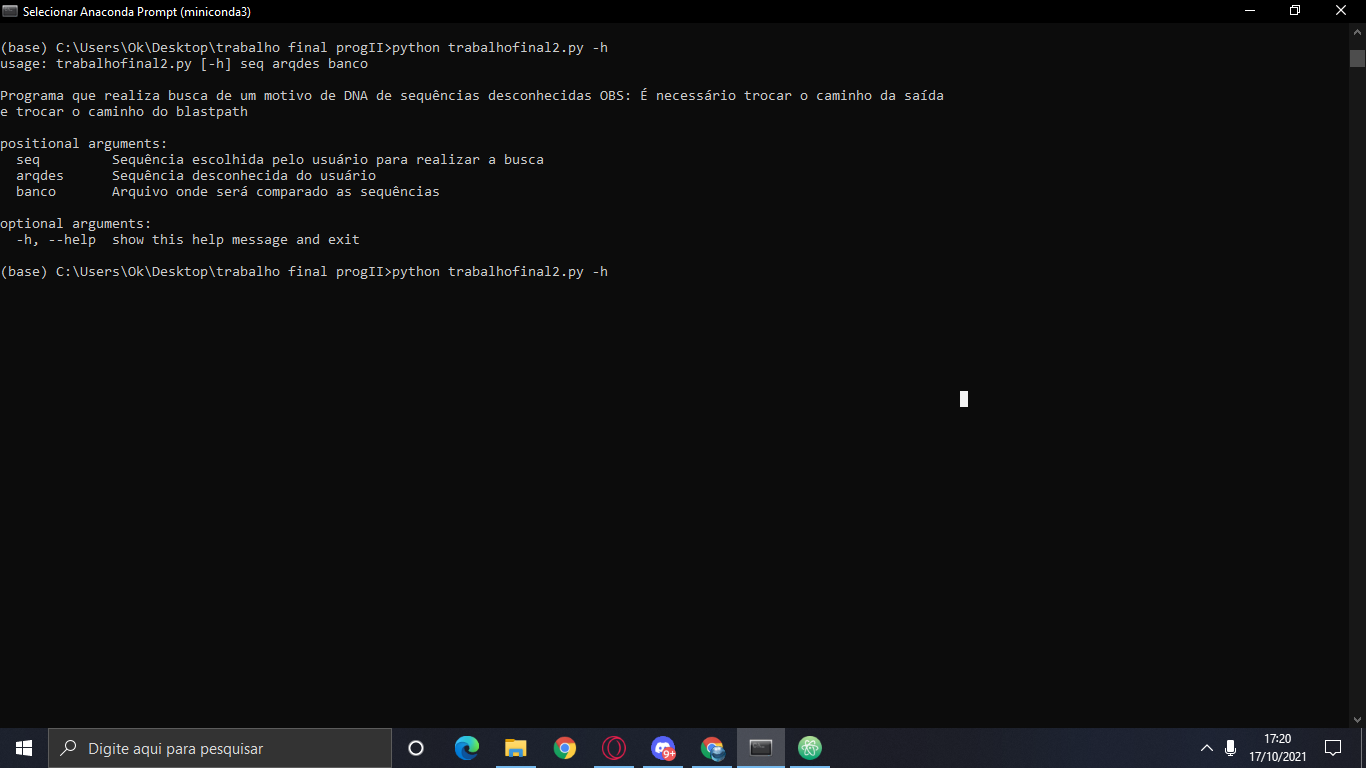 Selecionar Anaconda Prompt (miniconda3)
(base) C:\Users\Ok\Desktop\trabalho final progII>python trabalhofinal2.py -h
usage: trabalhofinal2.py [-h] seq arqdes banco
Programa que realiza busca de um motivo de DNA de sequências desconhecidas OBS: É necessário trocar o caminho da saída
e trocar o caminho do blastpath
positional arguments:
seq Sequência escolhida pelo usuário para realizar a busca
arqdes Sequência desconhecida do usuário
banco Arquivo onde será comparado as sequências
optional arguments:
-h, --help show this help message and exit
(base) C:\Users\Ok\Desktop\trabalho final progII>python trabalhofinal2.py -h
Digite aqui para pesquisar
9+
17:20
17/10/2021